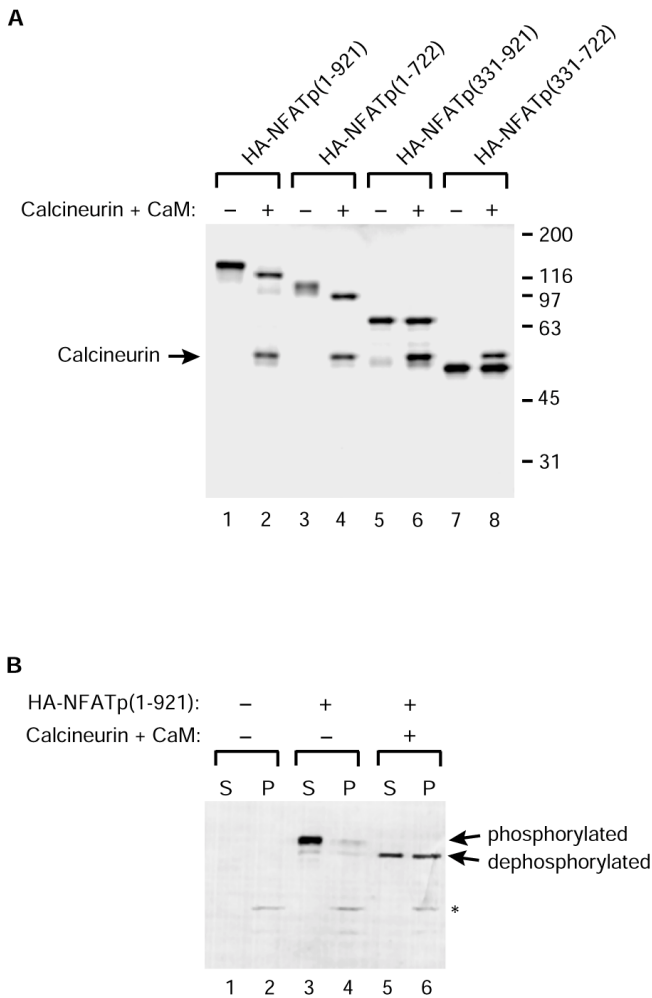 A
HA-NFATp(1-921)
HA-NFATp(1-722)
HA-NFATp(331-921)
HA-NFATp(331-722)
Calcineurin + CaM: – + – + – + – +
200
116
97
63
Calcineurin
45
31
1 2 3 4 5 6 7 8
B
HA-NFATp(1-921): – + +
Calcineurin + CaM: – – +
S P S P S P
phosphorylated
dephosphorylated
*
1 2 3 4 5 6